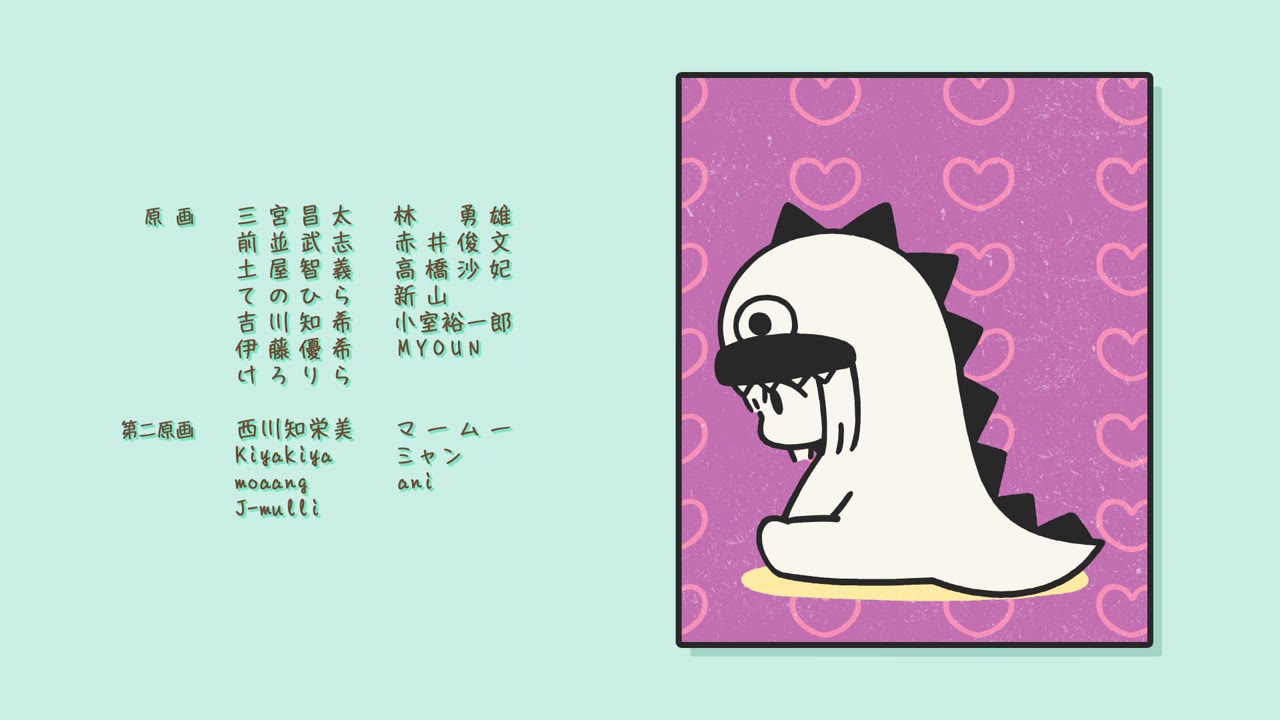 原画 三宮昌太 林 勇雄
前並武志 赤井俊文
土屋智義 高橋沙妃
てのひら 新山
吉川知希 小室裕一郎
伊藤優希 MYOUN
けろりら
第二原画 西川知栄美 マームー
Kiyakiya ミャン
moaang ani
J-mulli